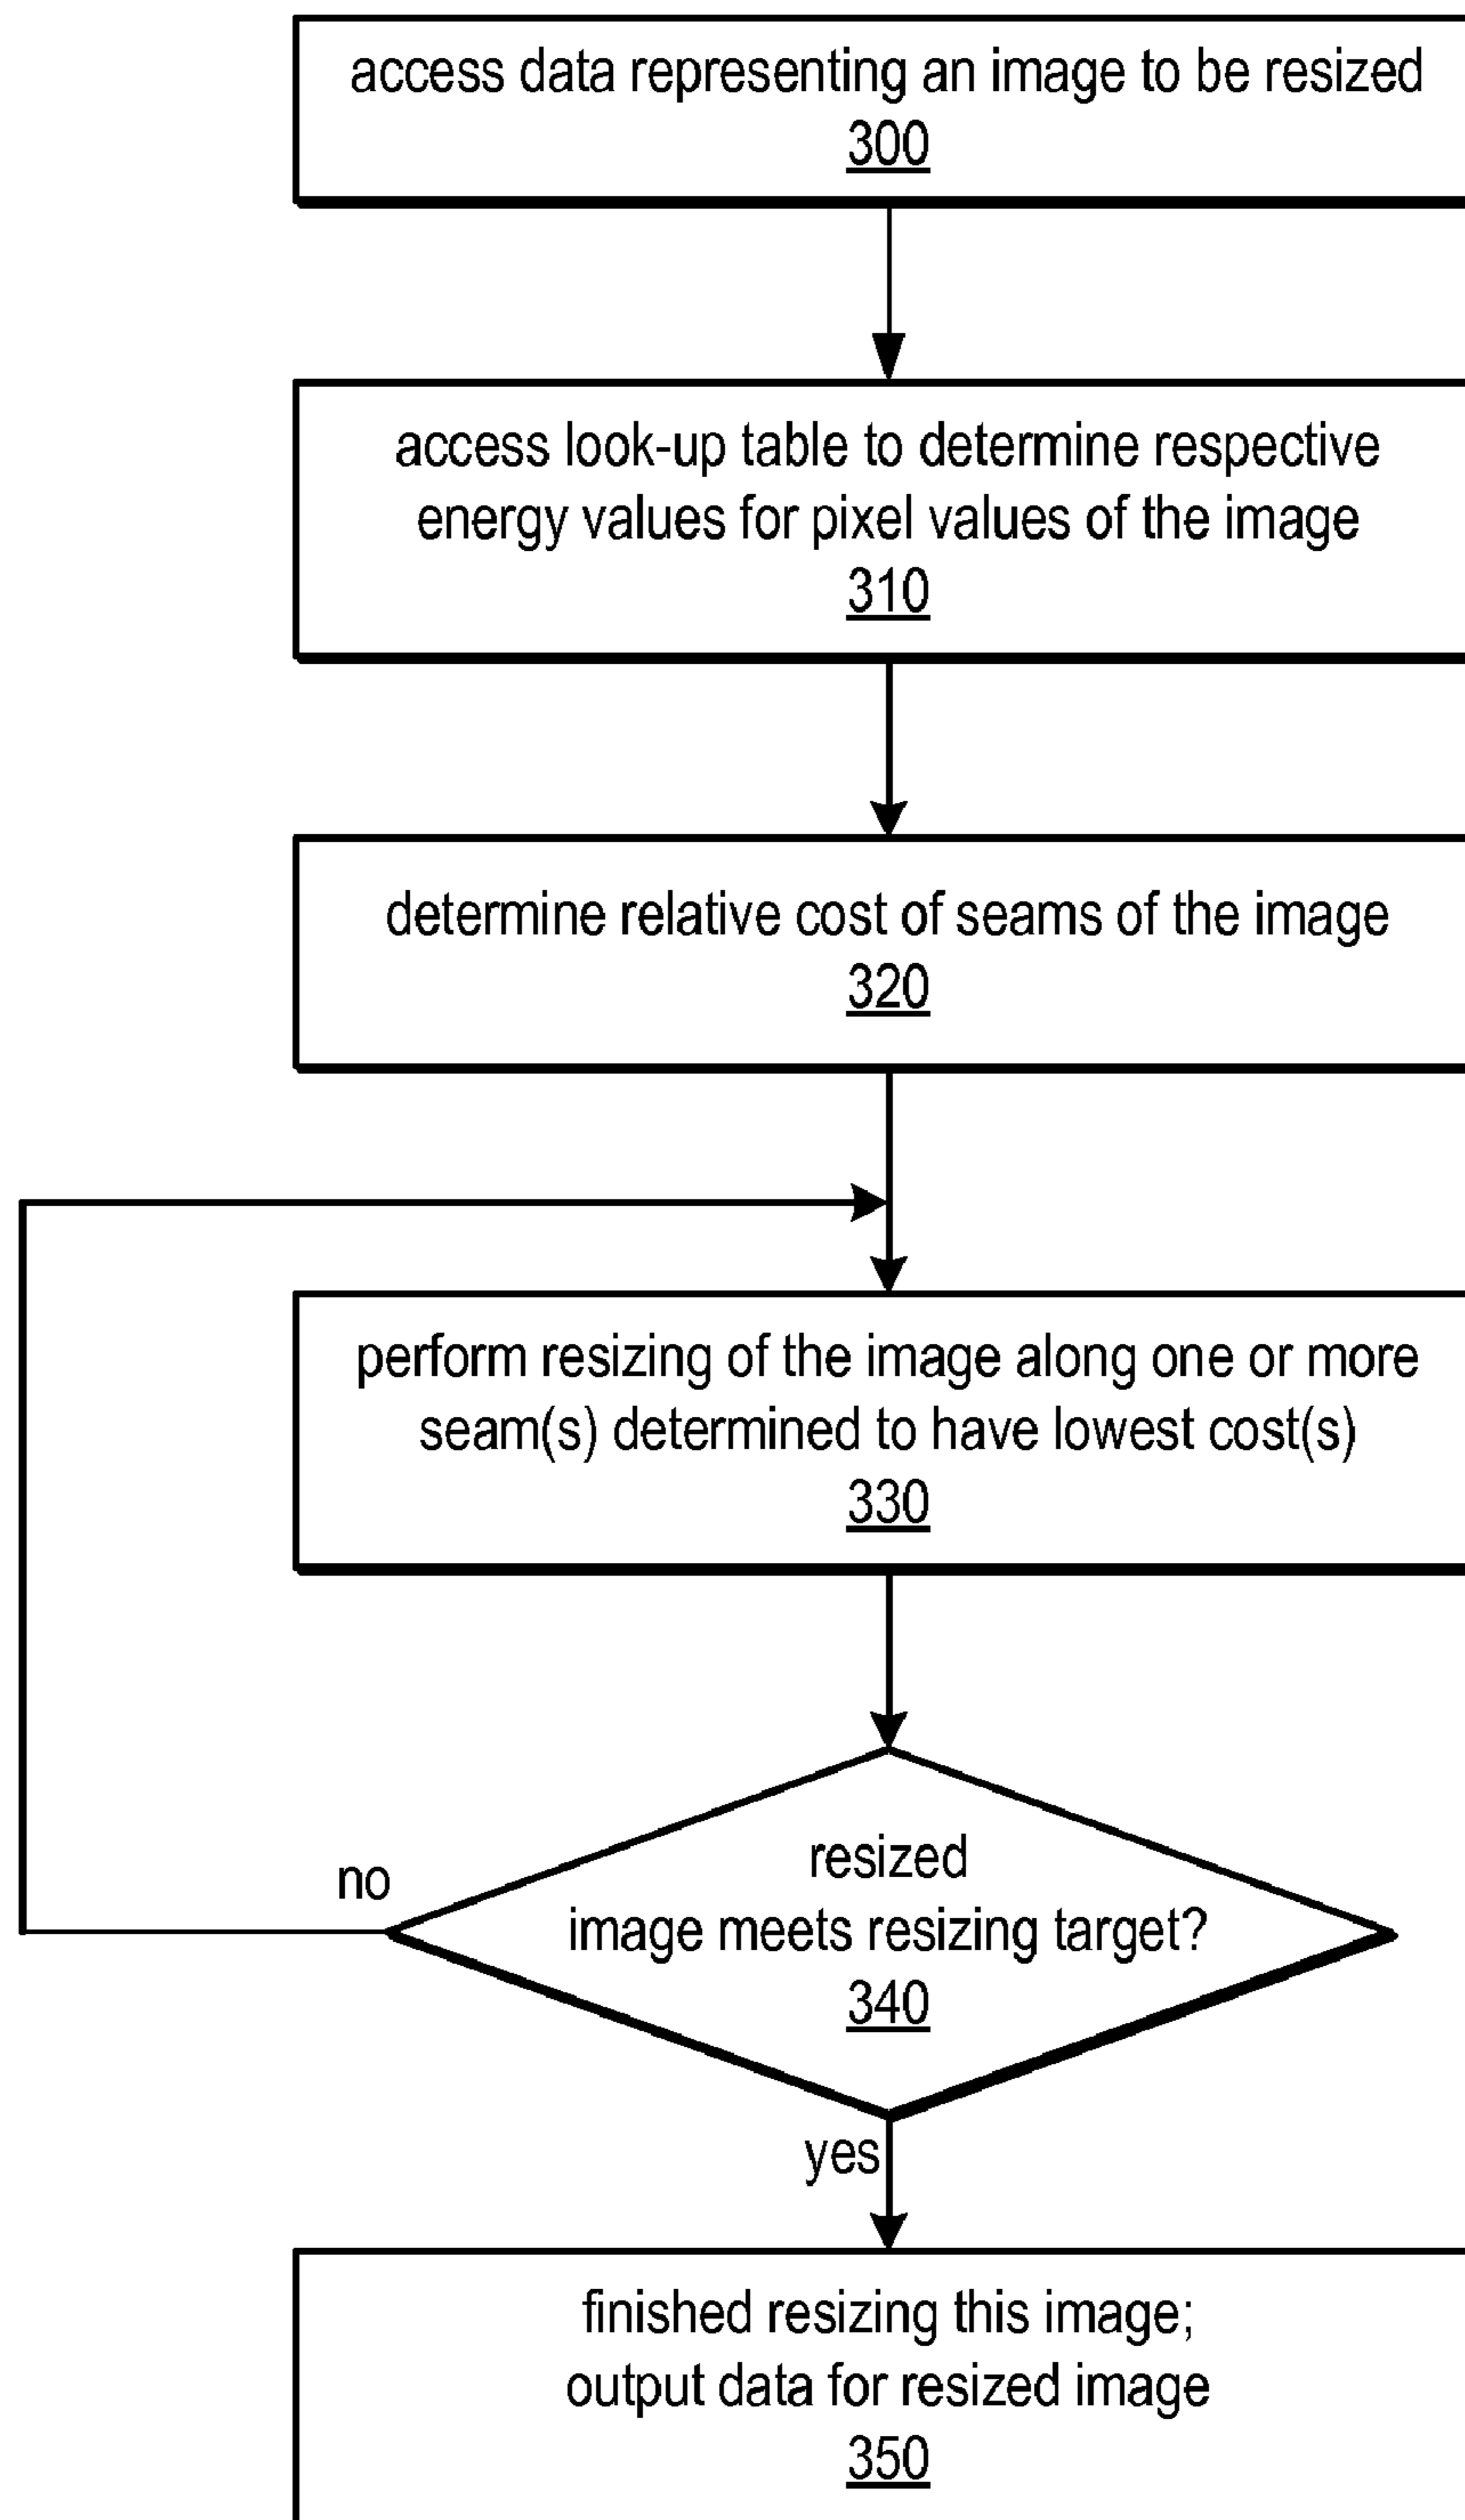 access data representing an image to be resized
300
access look-up table to determine respective
energy values for pixel values of the image
310
determine relative cost of seams of the image
320
perform resizing of the image along one or more
seam(s) determined to have lowest cost(s)
330
resized
image meets resizing target?
340
no
yes
finished resizing this image;
output data for resized image
350